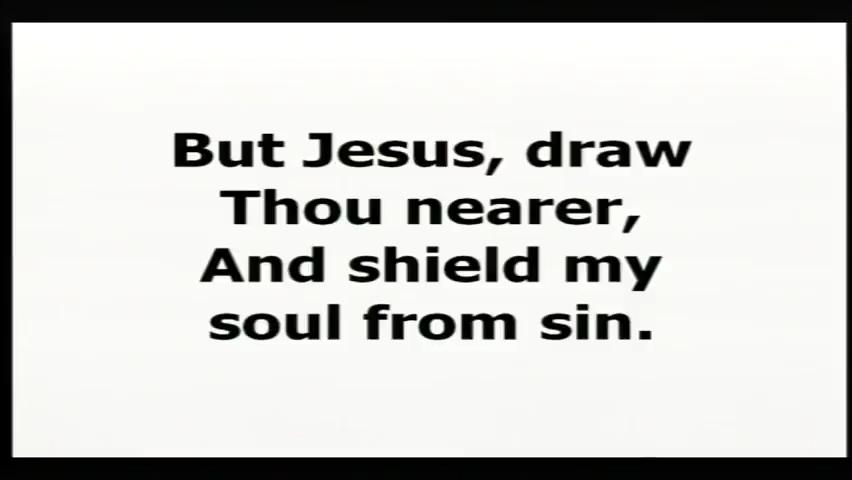 But Jesus, draw
Thou nearer,
And shield my
soul from sin.